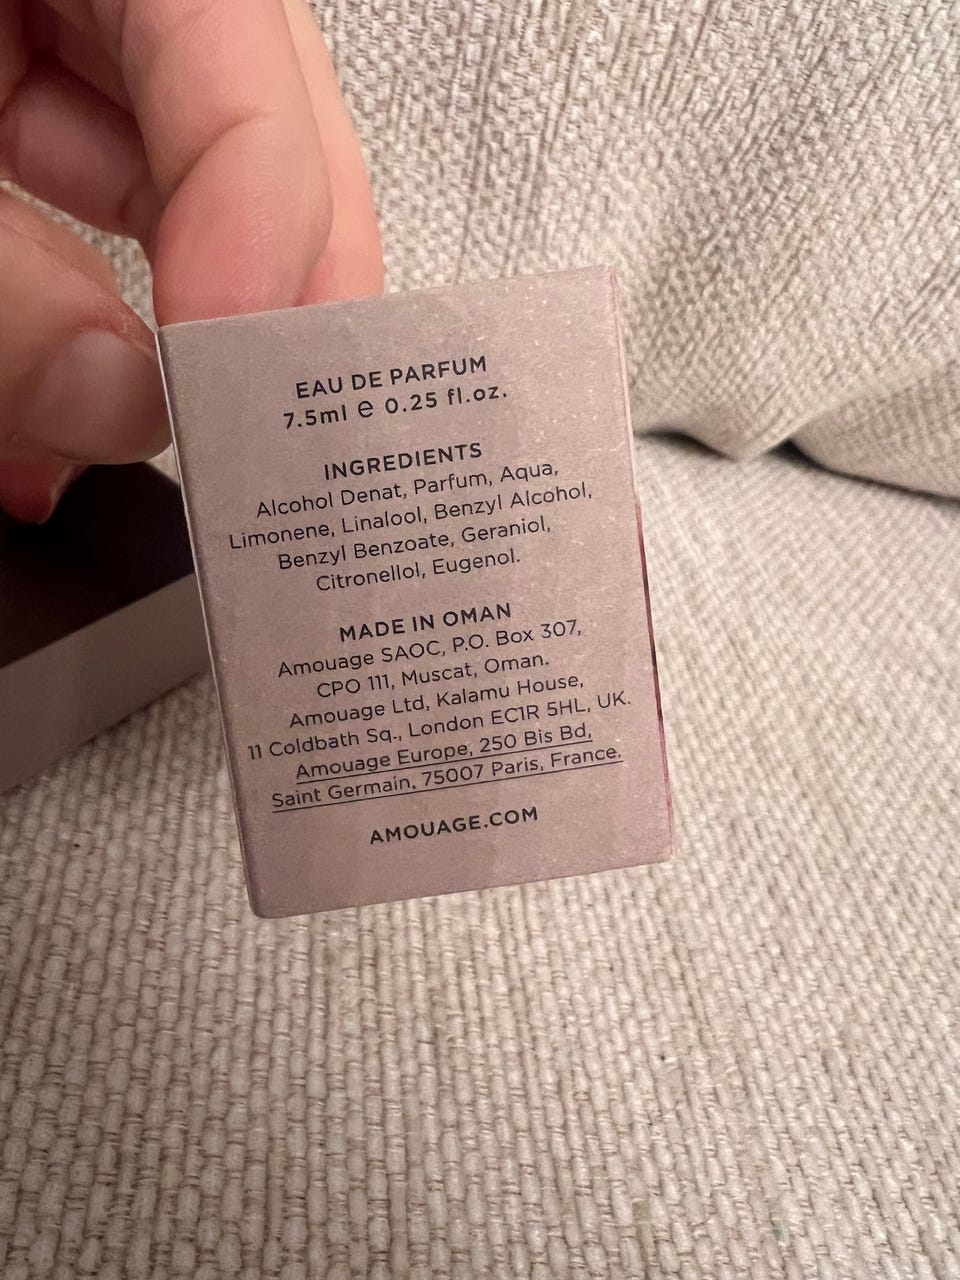 EAU DE PARFUM
7.5ml e 0.25 fl.oz.
INGREDIENTS
Alcohol Denat, Parfum, Aqua,
Limonene, Linalool, Benzyl Alcohol,
Benzyl Benzoate, Geraniol,
Citronellol, Eugenol.
MADE IN OMAN
Amouage SAOC, P.O. Box 307,
CPO 111, Muscat, Oman.
Amouage Ltd, Kalamu House,
11 Coldbath Sq., London EC1R 5HL, UK.
Amouage Europe, 250 Bis Bd,
Saint Germain, 75007 Paris, France.
AMOUAGE.COM